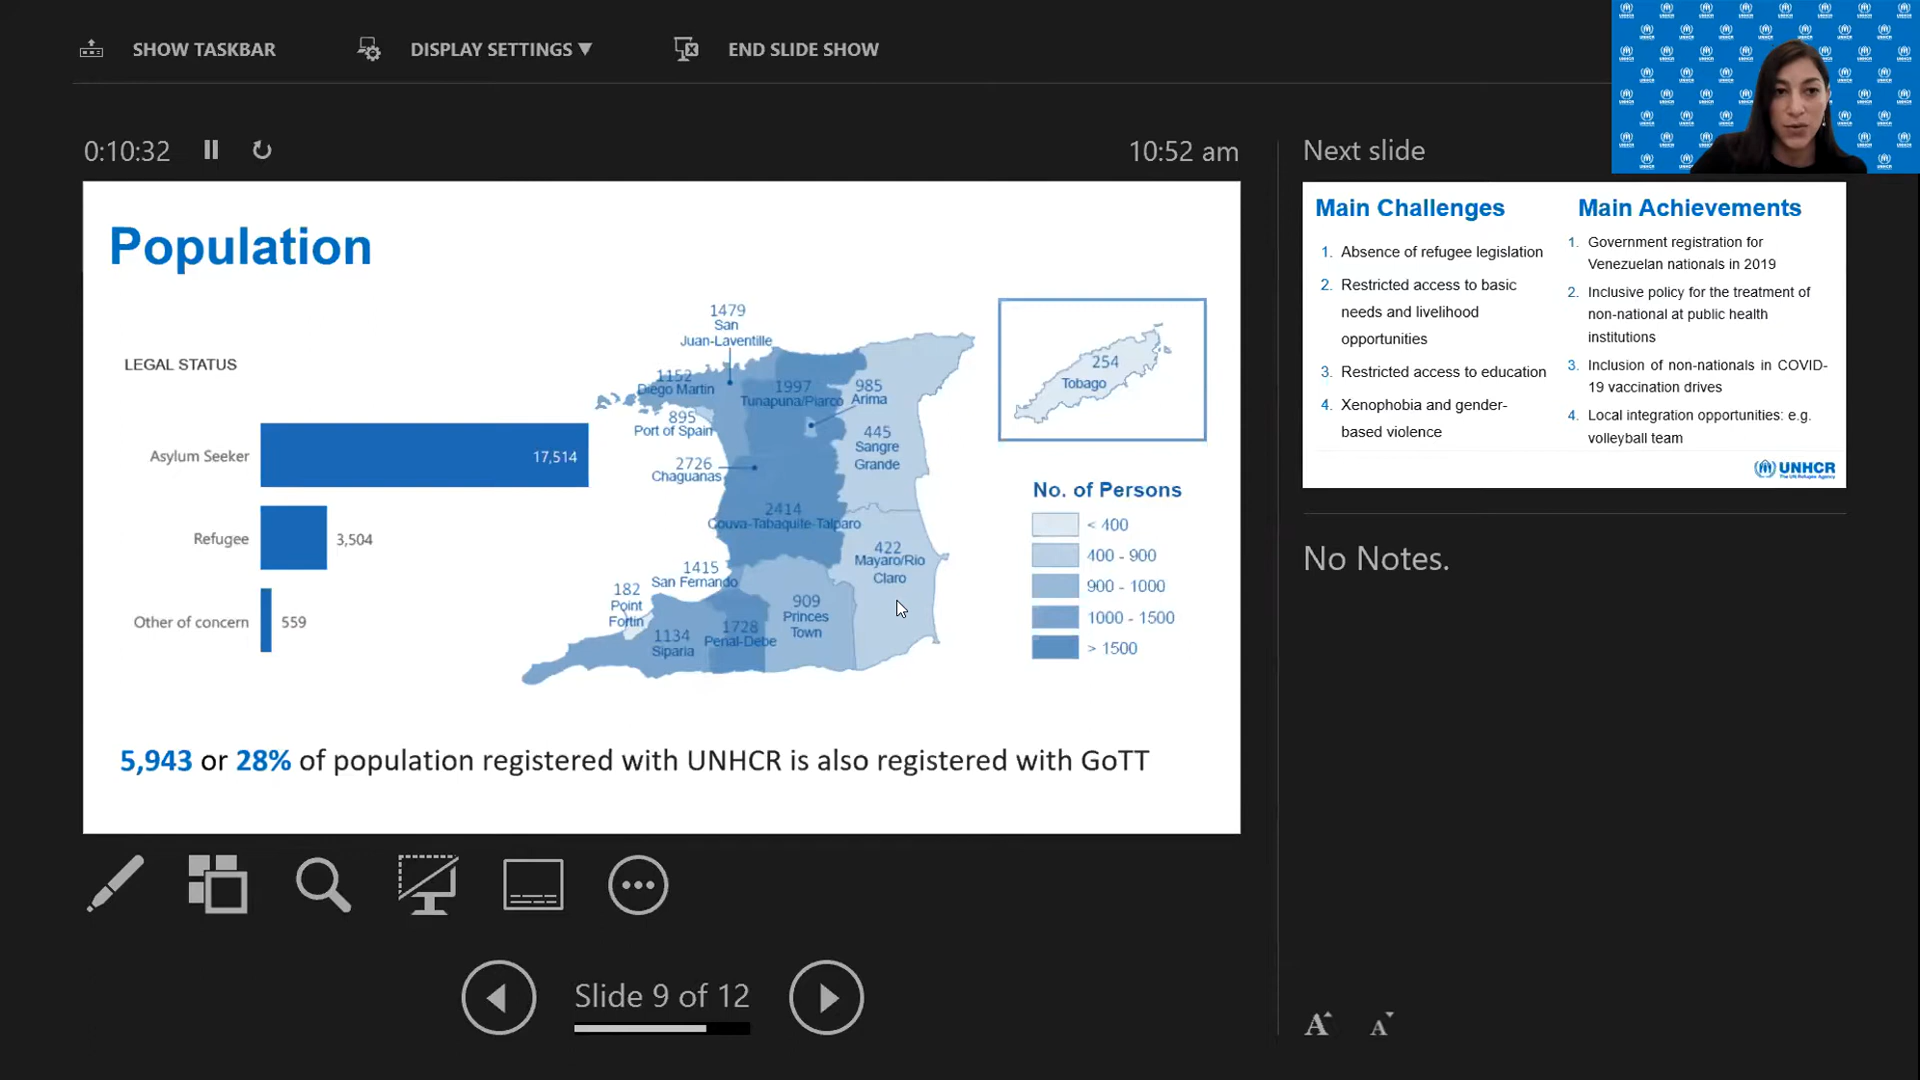 SHOW TASKBAR
DISPLAY SETTINGS ▼
END SLIDE SHOW
0:10:32
10:52 am
Population
LEGAL STATUS
Asylum Seeker
17,514
Refugee
3,504
Other of concern
559
1479
San
Juan-Laventille
1152
Diego Martin
1997
Tunapuna/Piarco
985
Arima
895
Port of Spain
445
Sangre
Grande
2726
Chaguanas
2414
Couva-Tabaquite-Talparo
422
Mayaro/Rio
Claro
1415
San Fernando
182
Point
Fortin
909
Princes
Town
1728
Penal-Debe
1134
Siparia
254
Tobago
No. of Persons
< 400
400 - 900
900 - 1000
1000 - 1500
> 1500
5,943 or 28% of population registered with UNHCR is also registered with GoTT
Slide 9 of 12
Next slide
Main Challenges
1. Absence of refugee legislation
2. Restricted access to basic
needs and livelihood
opportunities
3. Restricted access to education
4. Xenophobia and gender-
based violence
Main Achievements
1. Government registration for
Venezuelan nationals in 2019
2. Inclusive policy for the treatment of
non-national at public health
institutions
3. Inclusion of non-nationals in COVID-
19 vaccination drives
4. Local integration opportunities: e.g.
volleyball team
UNHCR
The UN Refugee Agency
No Notes.
A A